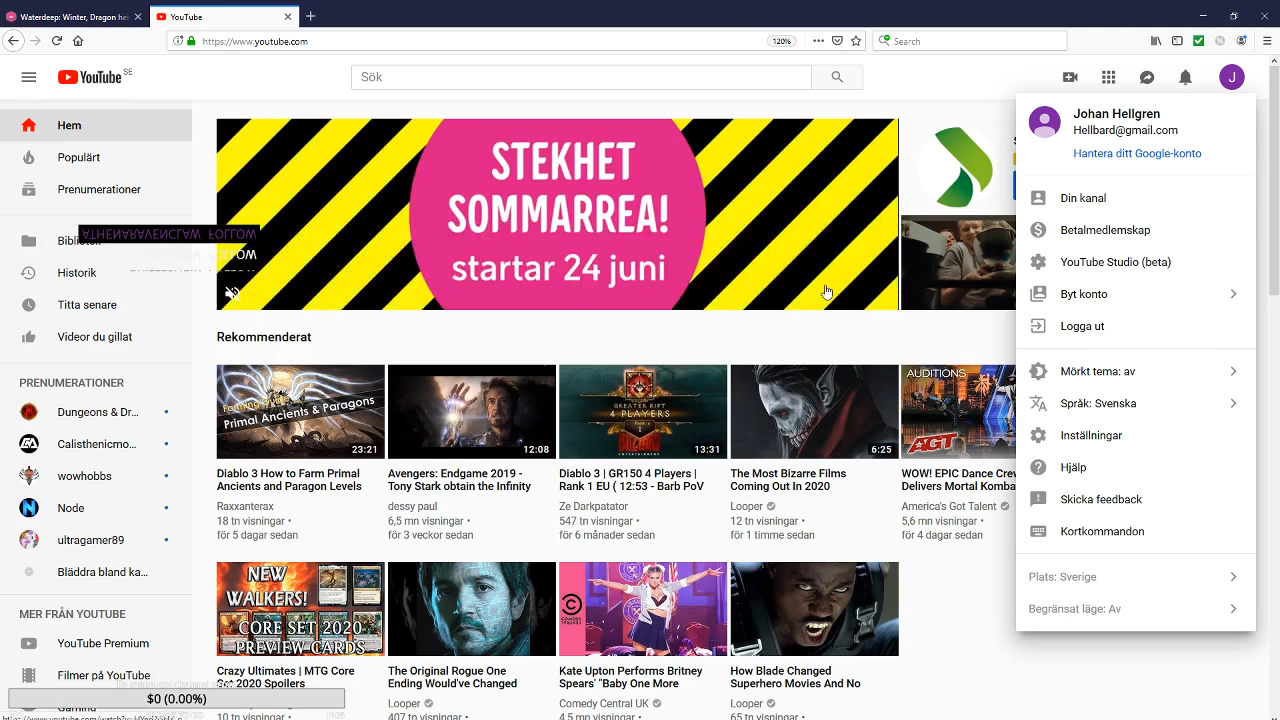 Waterdeep: Winter, Dragon hei
YouTube
https://www.youtube.com
120%
Search
YouTube SE
Sök
J
Hem
Populärt
Prenumerationer
Bibliotek
ATHENARAVENCLAW FOLLOW
FOLLOW
Historik
Titta senare
Videor du gillat
PRENUMERATIONER
Dungeons & Dr...
Calisthenicmo...
wowhobbs
Node
ultragamer89
Bläddra bland ka...
MER FRÅN YOUTUBE
YouTube Premium
Filmer på YouTube
Gaming
$0 (0.00%)
STEKHET
SOMMARREA!
startar 24 juni
Rekommenderat
Farming Guide
Primal Ancients & Paragons
23:21
Diablo 3 How to Farm Primal
Ancients and Paragon Levels
Raxxanterax
18 tn visningar •
för 5 dagar sedan
12:08
Avengers: Endgame 2019 -
Tony Stark obtain the Infinity
dessy paul
6,5 mn visningar •
för 3 veckor sedan
GREATER RIFT
4 PLAYERS
BLIZZARD
ENTERTAINMENT
13:31
Diablo 3 | GR150 4 Players |
Rank 1 EU ( 12:53 - Barb PoV
Ze Darkpatator
547 tn visningar •
för 6 månader sedan
6:25
The Most Bizarre Films
Coming Out In 2020
Looper
12 tn visningar •
för 1 timme sedan
AUDITIONS
AGT
WOW! EPIC Dance Crew
Delivers Mortal Komba
America's Got Talent
5,6 mn visningar •
för 4 dagar sedan
NEW
WALKERS!
CORE SET 2020
PREVIEW CARDS
Crazy Ultimates | MTG Core
Set 2020 Spoilers
10 tn visningar •
The Original Rogue One
Ending Would've Changed
Looper
407 tn visningar •
Kate Upton Performs Britney
Spears' "Baby One More
Comedy Central UK
4,5 mn visningar •
How Blade Changed
Superhero Movies And No
Looper
65 tn visningar •
Johan Hellgren
Hellbard@gmail.com
Hantera ditt Google-konto
Din kanal
Betalmedlemskap
YouTube Studio (beta)
Byt konto
Logga ut
Mörkt tema: av
Språk: Svenska
Inställningar
Hjälp
Skicka feedback
Kortkommandon
Plats: Sverige
Begränsat läge: Av